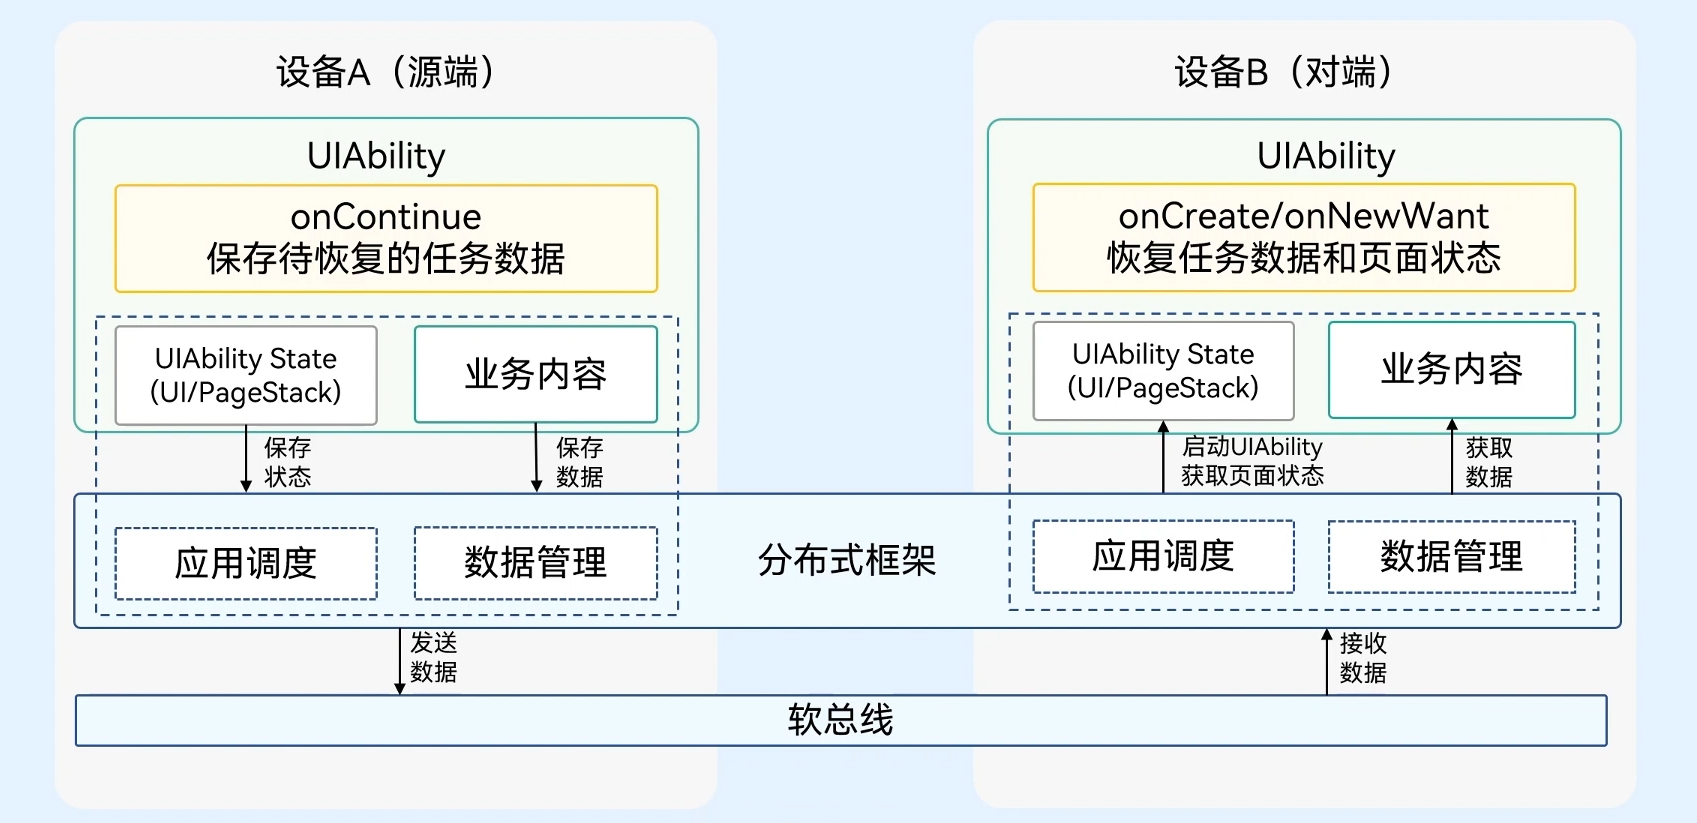 设备A（源端）
UIAbility
onContinue
保存待恢复的任务数据
UIAbility State
(UI/PageStack)
业务内容
保存
状态
保存
数据
设备B（对端）
UIAbility
onCreate/onNewWant
恢复任务数据和页面状态
UIAbility State
(UI/PageStack)
业务内容
启动UIAbility
获取页面状态
获取
数据
应用调度
数据管理
分布式框架
应用调度
数据管理
发送
数据
接收
数据
软总线